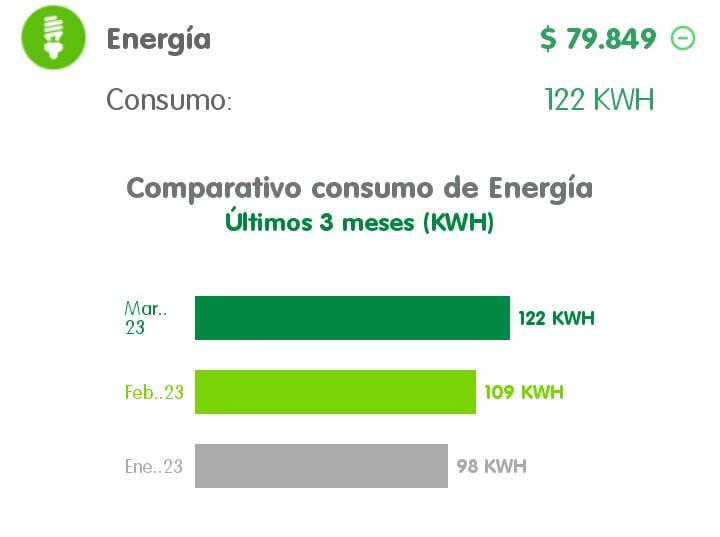 Energía $ 79.849
Consumo: 122 KWH
Comparativo consumo de Energía
Últimos 3 meses (KWH)
Mar..
23
122 KWH
Feb..23 109 KWH
Ene..23 98 KWH